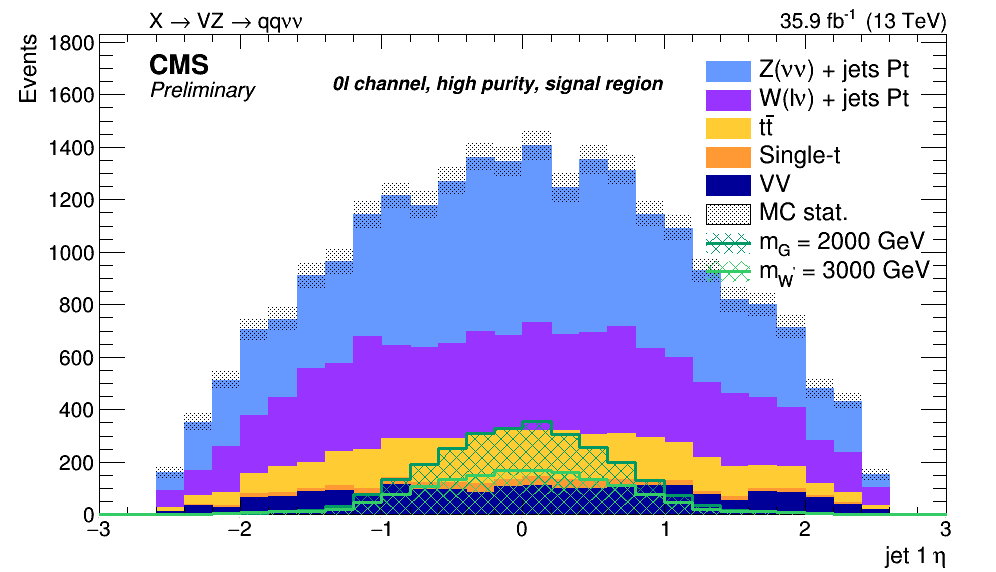 X → VZ → qqνν
35.9 fb⁻¹ (13 TeV)
Events
CMS
Preliminary
0l channel, high purity, signal region
Z(νν) + jets Pt
W(lν) + jets Pt
tt̄
Single-t
VV
MC stat.
m_G = 2000 GeV
m_W' = 3000 GeV
1800
1600
1400
1200
1000
800
600
400
200
0
−3 −2 −1 0 1 2 3
jet 1 η